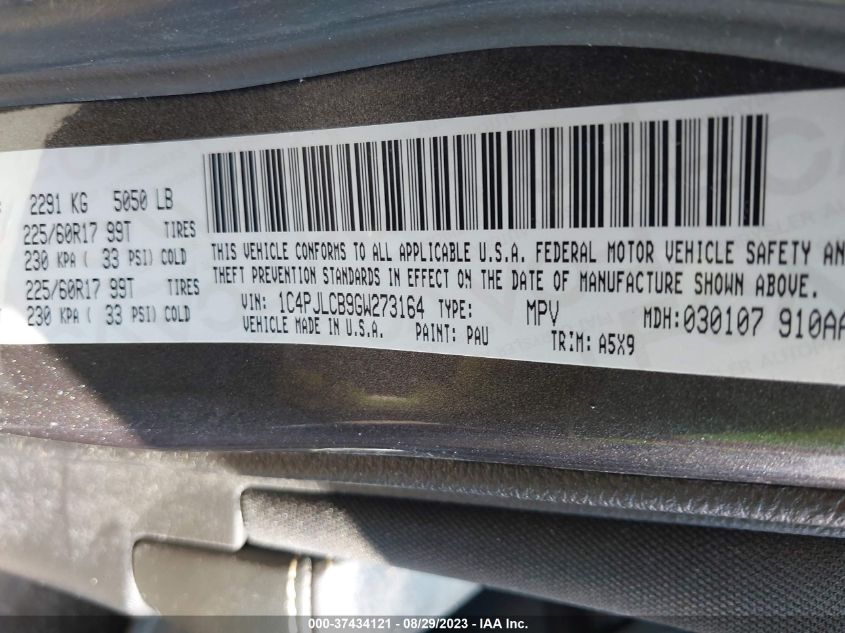 2291 KG 5050 LB
225/60R17 99T TIRES
230 KPA ( 33 PSI) COLD
225/60R17 99T TIRES
230 KPA ( 33 PSI) COLD
THIS VEHICLE CONFORMS TO ALL APPLICABLE U.S.A. FEDERAL MOTOR VEHICLE SAFETY AN
THEFT PREVENTION STANDARDS IN EFFECT ON THE DATE OF MANUFACTURE SHOWN ABOVE.
VIN: 1C4PJLCB9GW273164 TYPE: MPV MDH:030107 910AA
VEHICLE MADE IN U.S.A. PAINT: PAU TRIM: A5X9
000-37434121 - 08/29/2023 - IAA Inc.